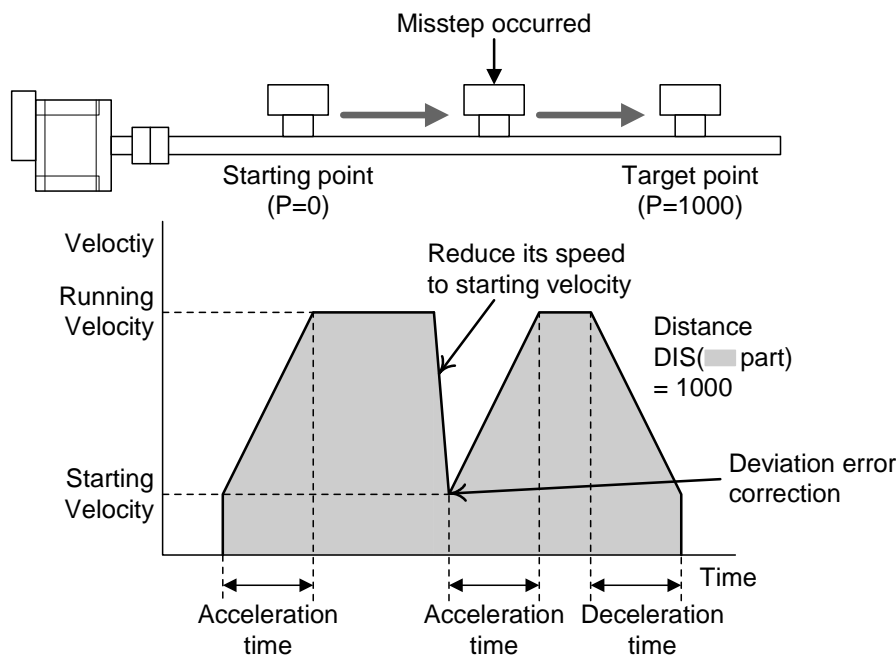 Misstep occurred
Starting point
(P=0)
Target point
(P=1000)
Veloctiy
Reduce its speed
to starting velocity
Running
Velocity
Distance
DIS( part)
= 1000
Starting
Velocity
Deviation error
correction
Time
Acceleration
time
Acceleration
time
Deceleration
time